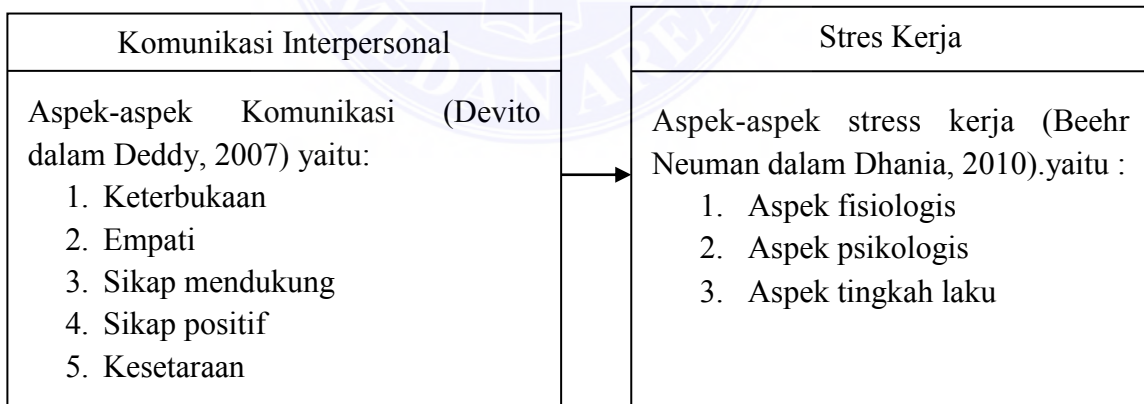 Komunikasi Interpersonal
Aspek-aspek Komunikasi (Devito
dalam Deddy, 2007) yaitu:
1. Keterbukaan
2. Empati
3. Sikap mendukung
4. Sikap positif
5. Kesetaraan
Stres Kerja
Aspek-aspek stress kerja (Beehr
Neuman dalam Dhania, 2010).yaitu :
1. Aspek fisiologis
2. Aspek psikologis
3. Aspek tingkah laku
MEDAN AREA